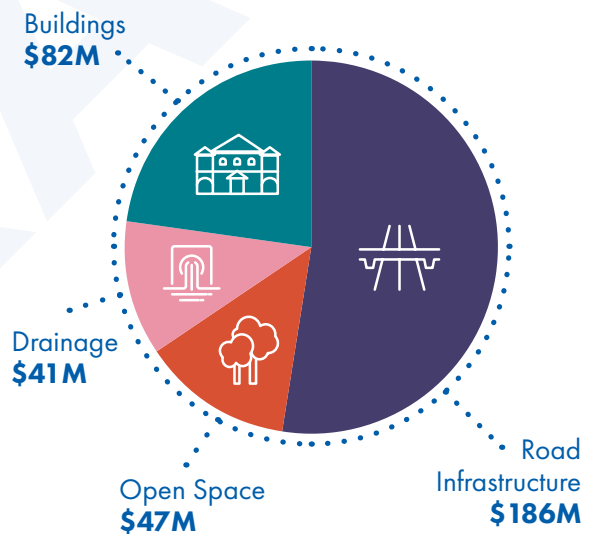 Buildings
$82M
Drainage
$41M
Open Space
$47M
Road
Infrastructure
$186M